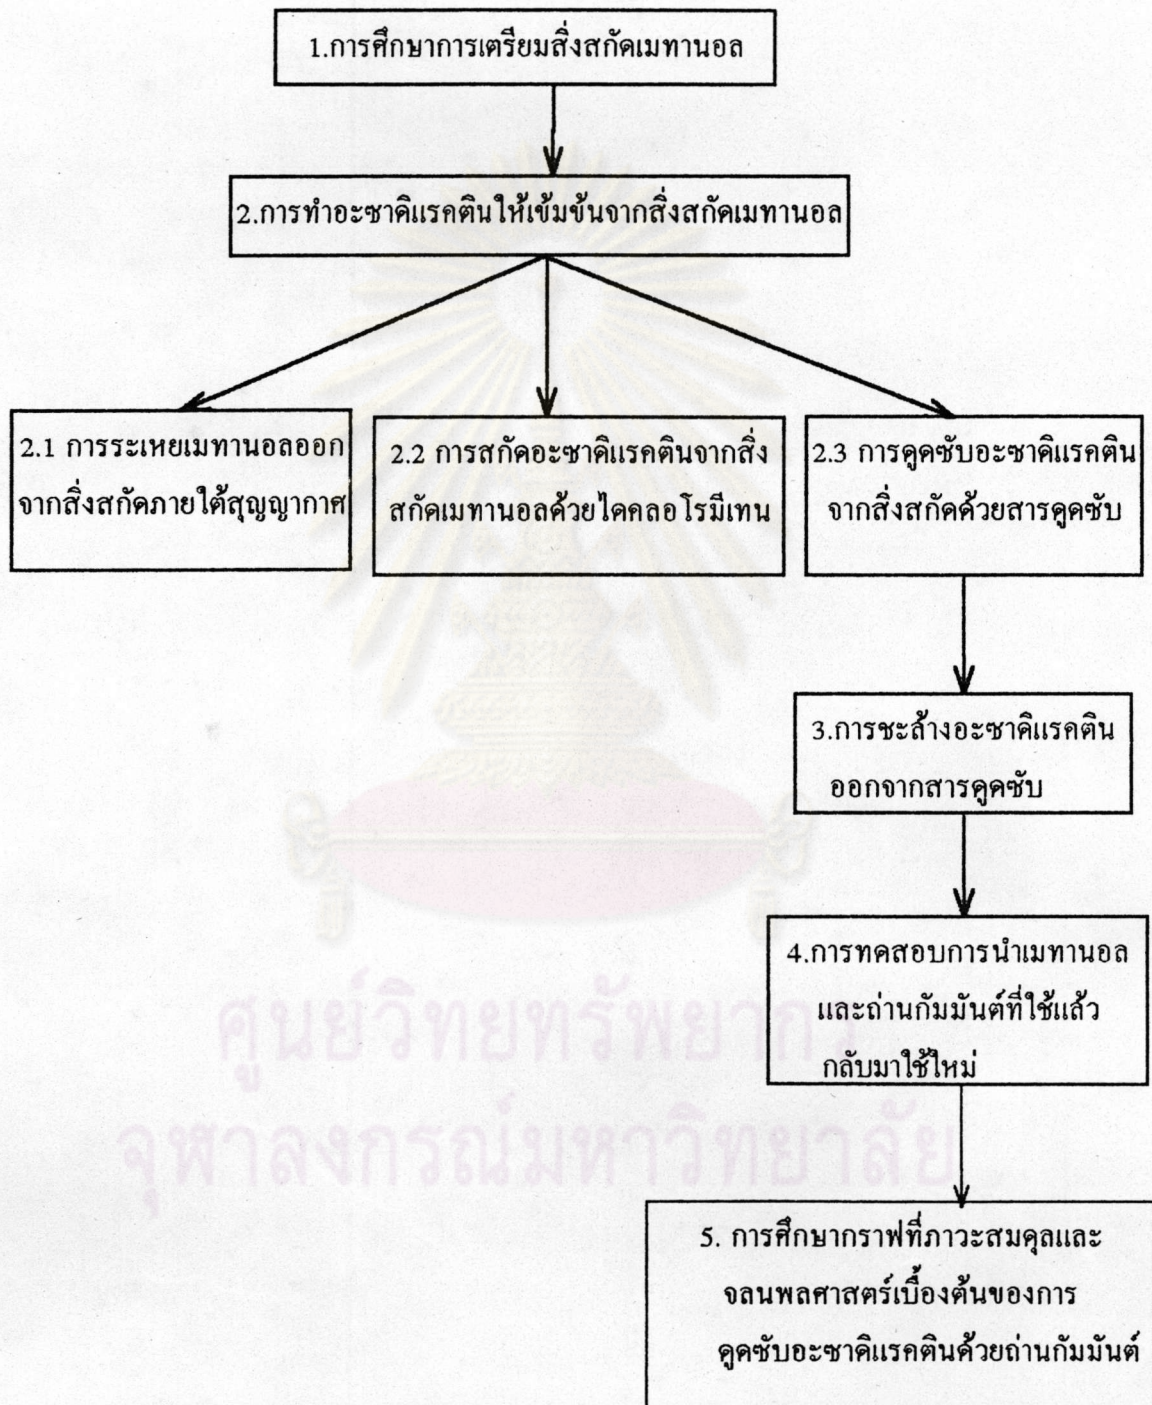 1.การศึกษาการเตรียมสิ่งสกัดเมทานอล
2.การทำอะซาดิแรคตินให้เข้มข้นจากสิ่งสกัดเมทานอล
2.1 การระเหยเมทานอลออก
จากสิ่งสกัดภายใต้สุญญากาศ
2.2 การสกัดอะซาดิแรคตินจากสิ่ง
สกัดเมทานอลด้วยไดคลอโรมีเทน
2.3 การดูดซับอะซาดิแรคติน
จากสิ่งสกัดด้วยสารดูดซับ
3.การชะล้างอะซาดิแรคติน
ออกจากสารดูดซับ
4.การทดสอบการนำเมทานอล
และถ่านกัมมันต์ที่ใช้แล้ว
กลับมาใช้ใหม่
5. การศึกษากราฟที่ภาวะสมดุลและ
จลนพลศาสตร์เบื้องต้นของการ
ดูดซับอะซาดิแรคตินด้วยถ่านกัมมันต์
ศูนย์วิทยทรัพยากร
จุฬาลงกรณ์มหาวิทยาลัย